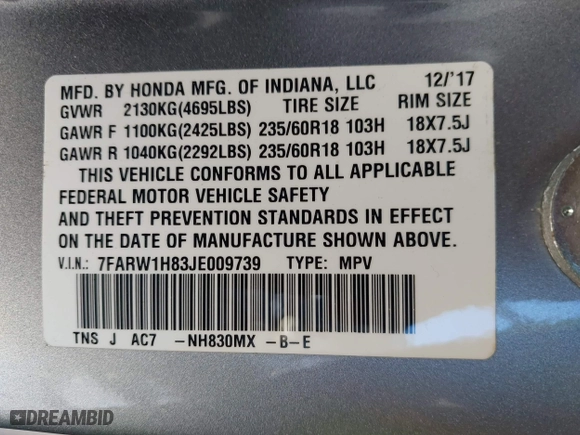 MFD. BY HONDA MFG. OF INDIANA, LLC 12/'17
GVWR 2130KG(4695LBS) TIRE SIZE RIM SIZE
GAWR F 1100KG(2425LBS) 235/60R18 103H 18X7.5J
GAWR R 1040KG(2292LBS) 235/60R18 103H 18X7.5J
THIS VEHICLE CONFORMS TO ALL APPLICABLE
FEDERAL MOTOR VEHICLE SAFETY
AND THEFT PREVENTION STANDARDS IN EFFECT
ON THE DATE OF MANUFACTURE SHOWN ABOVE.
V.I.N.: 7FARW1H83JE009739 TYPE: MPV
TNS J AC7 -NH830MX -B-E
DREAMBID